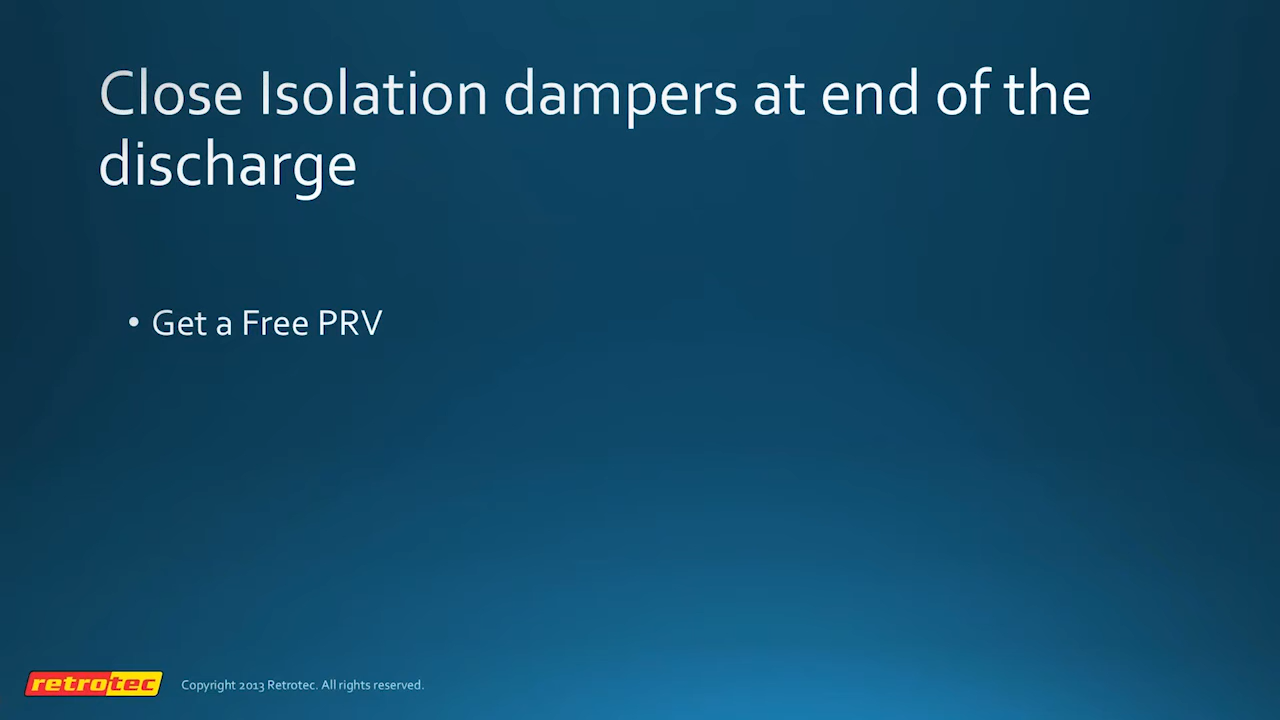 Close Isolation dampers at end of the
discharge
• Get a Free PRV
retrotec
Copyright 2013 Retrotec. All rights reserved.